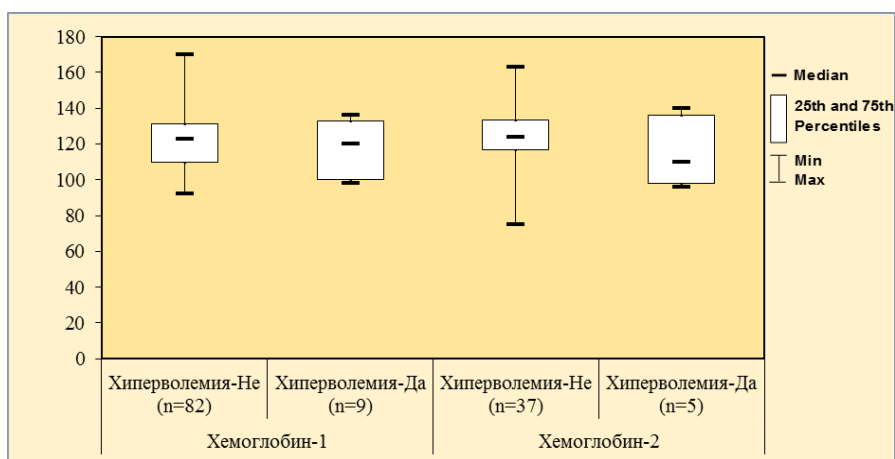 180
160
140
120
100
80
60
40
20
0
Median
25th and 75th
Percentiles
Min
Max
Хиперволемия-Не
(n=82)
Хиперволемия-Да
(n=9)
Хиперволемия-Не
(n=37)
Хиперволемия-Да
(n=5)
Хемоглобин-1
Хемоглобин-2